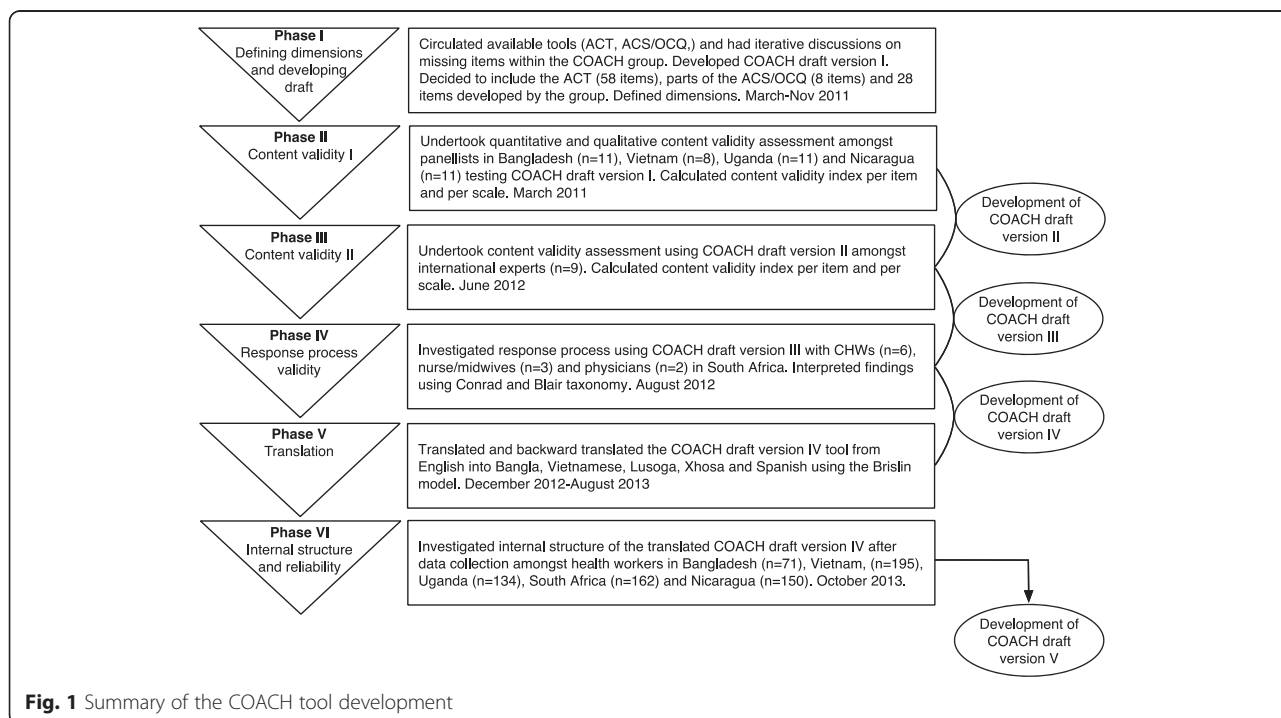 Phase I
Defining dimensions
and developing
draft
Circulated available tools (ACT, ACS/OCQ,) and had iterative discussions on
missing items within the COACH group. Developed COACH draft version I.
Decided to include the ACT (58 items), parts of the ACS/OCQ (8 items) and 28
items developed by the group. Defined dimensions. March-Nov 2011
Phase II
Content validity I
Undertook quantitative and qualitative content validity assessment amongst
panellists in Bangladesh (n=11), Vietnam (n=8), Uganda (n=11) and Nicaragua
(n=11) testing COACH draft version I. Calculated content validity index per item
and per scale. March 2011
Development of
COACH draft
version II
Phase III
Content validity II
Undertook content validity assessment using COACH draft version II amongst
international experts (n=9). Calculated content validity index per item and per
scale. June 2012
Development of
COACH draft
version III
Phase IV
Response process
validity
Investigated response process using COACH draft version III with CHWs (n=6),
nurse/midwives (n=3) and physicians (n=2) in South Africa. Interpreted findings
using Conrad and Blair taxonomy. August 2012
Development of
COACH draft
version IV
Phase V
Translation
Translated and backward translated the COACH draft version IV tool from
English into Bangla, Vietnamese, Lusoga, Xhosa and Spanish using the Brislin
model. December 2012-August 2013
Phase VI
Internal structure
and reliability
Investigated internal structure of the translated COACH draft version IV after
data collection amongst health workers in Bangladesh (n=71), Vietnam, (n=195),
Uganda (n=134), South Africa (n=162) and Nicaragua (n=150). October 2013.
Development of
COACH draft
version V
Fig. 1 Summary of the COACH tool development